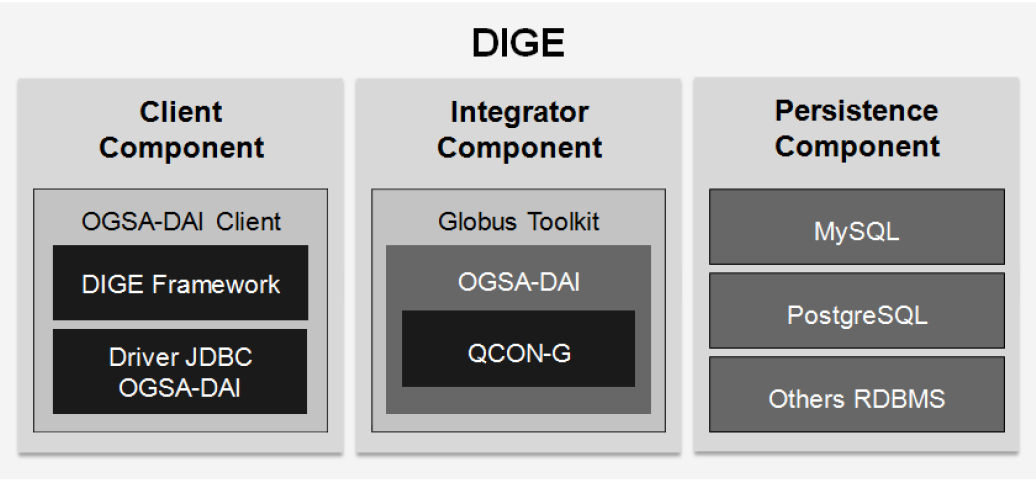 DIGE
Client
Component
OGSA-DAI Client
DIGE Framework
Driver JDBC
OGSA-DAI
Integrator
Component
Globus Toolkit
OGSA-DAI
QCON-G
Persistence
Component
MySQL
PostgreSQL
Others RDBMS